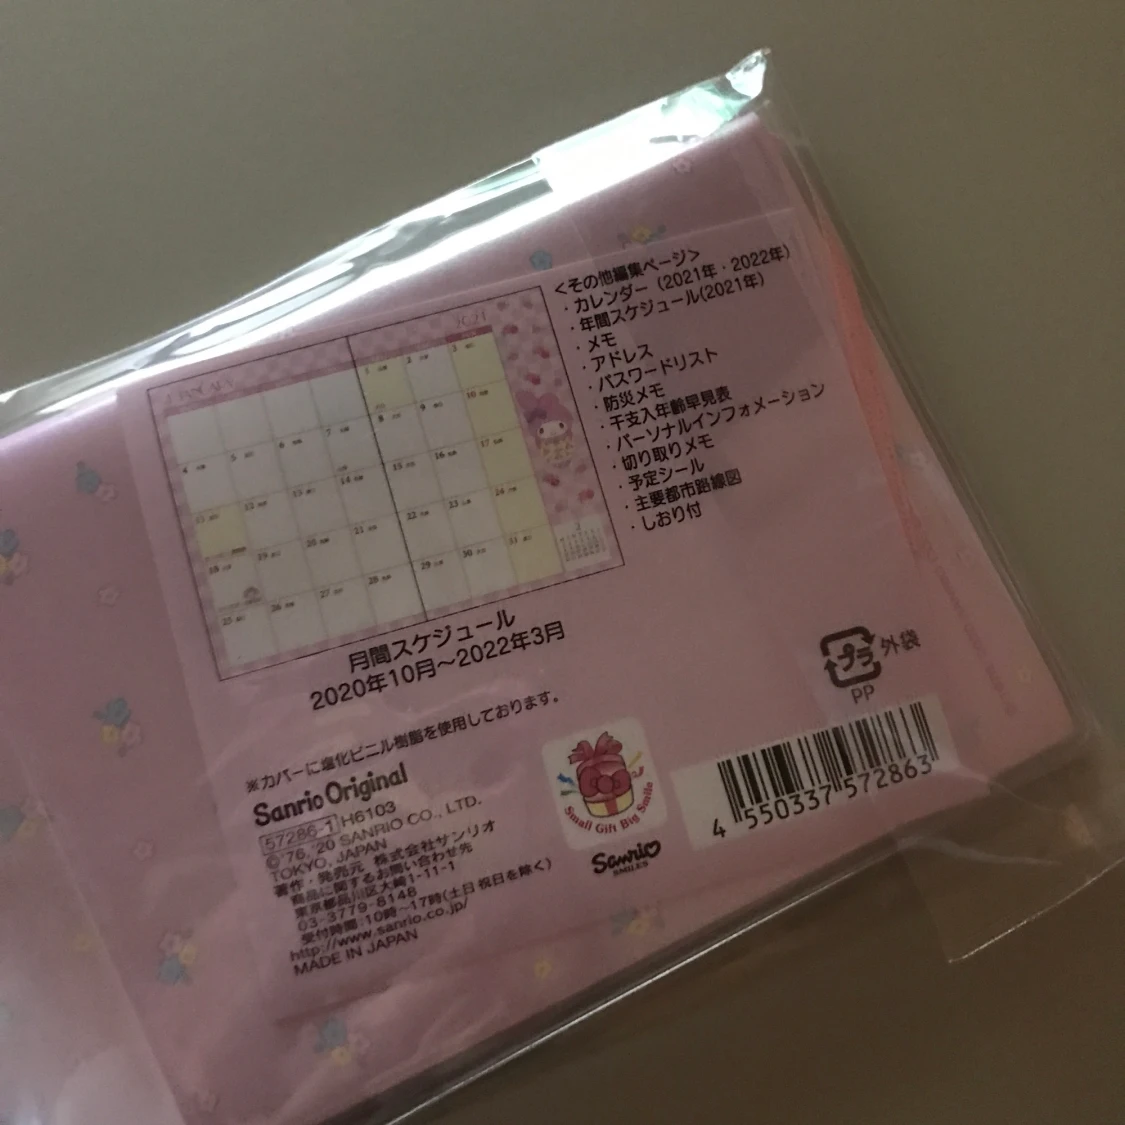 <その他編集ページ>
・カレンダー(2021年・2022年)
・年間スケジュール(2021年)
・メモ
・アドレス
・パスワードリスト
・防災メモ
・干支入年齢早見表
・パーソナルインフォメーション
・切り取りメモ
・予定シール
・主要都市路線図
・しおり付
JANUARY
2021
月間スケジュール
2020年10月～2022年3月
※カバーに塩化ビニル樹脂を使用しております。
Sanrio Original
57286-1 H6103
©'76,'20 SANRIO CO., LTD.
TOKYO, JAPAN
著作・発売元 株式会社サンリオ
商品に関するお問い合わせ先
東京都品川区大崎1-11-1
03-3779-8148
受付時間:10時～17時(土日祝日を除く)
http://www.sanrio.co.jp/
MADE IN JAPAN
Small Gift Big Smile
Sanrio
SMILES
プラ 外袋
PP
4 550337 572863